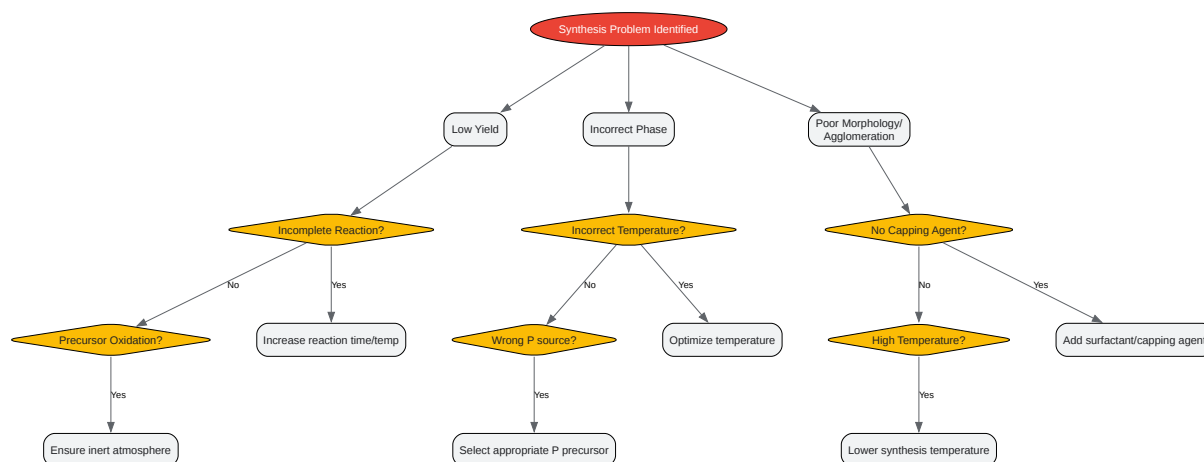 Synthesis Problem Identified
Low Yield
Incorrect Phase
Poor Morphology/
Agglomeration
Incomplete Reaction?
Incorrect Temperature?
No Capping Agent?
No
Yes
No
Yes
No
Yes
Precursor Oxidation?
Increase reaction time/temp
Wrong P source?
Optimize temperature
High Temperature?
Add surfactant/capping agent
Yes
Yes
Yes
Ensure inert atmosphere
Select appropriate P precursor
Lower synthesis temperature